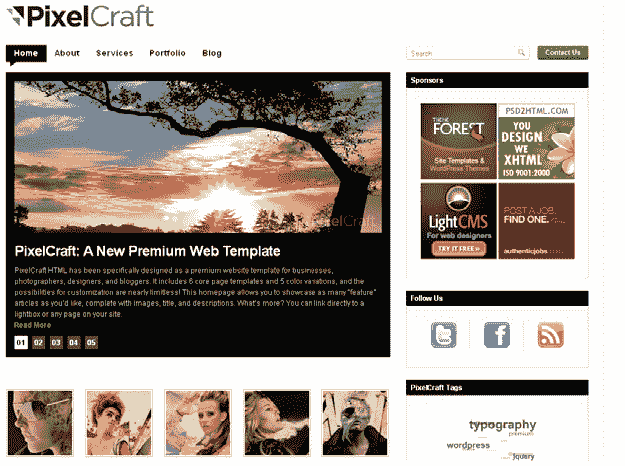 PixelCraft
Home About Services Portfolio Blog
Search
Contact Us
Sponsors
THEME
FOREST
Site Templates &
WordPress Themes
PSD2HTML.COM
YOU
DESIGN
WE
XHTML
ISO 9001:2000
LightCMS
For web designers
TRY IT FREE »
POST A JOB.
FIND ONE.
authenticjobs
PixelCraft
PixelCraft: A New Premium Web Template
PixelCraft HTML has been specifically designed as a premium website template for businesses,
photographers, designers, and bloggers. It includes 6 core page templates and 5 color variations, and the
possibilities for customization are nearly limitless! This homepage allows you to showcase as many "feature"
articles as you'd like, complete with images, title, and descriptions. What's more? You can link directly to a
lightbox or any page on your site.
Read More
01 02 03 04 05
Follow Us
PixelCraft Tags
typography
premium
wordpress
jquery